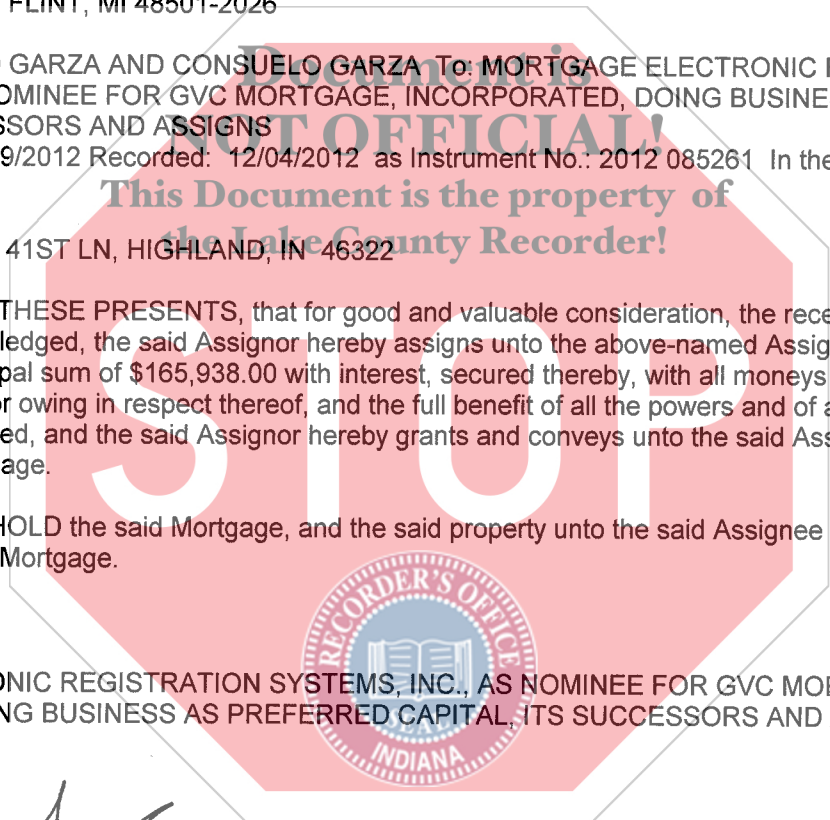 FLINT, MI 48501-2026
Document is
GARZA AND CONSUELO GARZA To: MORTGAGE ELECTRONIC
OMINEE FOR GVC MORTGAGE, INCORPORATED, DOING BUSINE
SSORS AND ASSIGNS
NOT OFFICIAL!
9/2012 Recorded: 12/04/2012 as Instrument No.: 2012 085261 In the
This Document is the property of
the Lake County Recorder!
41ST LN, HIGHLAND, IN 46322
THESE PRESENTS, that for good and valuable consideration, the rece
ledged, the said Assignor hereby assigns unto the above-named Assig
pal sum of $165,938.00 with interest, secured thereby, with all moneys
r owing in respect thereof, and the full benefit of all the powers and of a
ed, and the said Assignor hereby grants and conveys unto the said Ass
age.
STOP
HOLD the said Mortgage, and the said property unto the said Assignee
Mortgage.
RECORDER'S OFFICE
ONIC REGISTRATION SYSTEMS, INC., AS NOMINEE FOR GVC MO
NG BUSINESS AS PREFERRED CAPITAL, ITS SUCCESSORS AND
SEAL
INDIANA